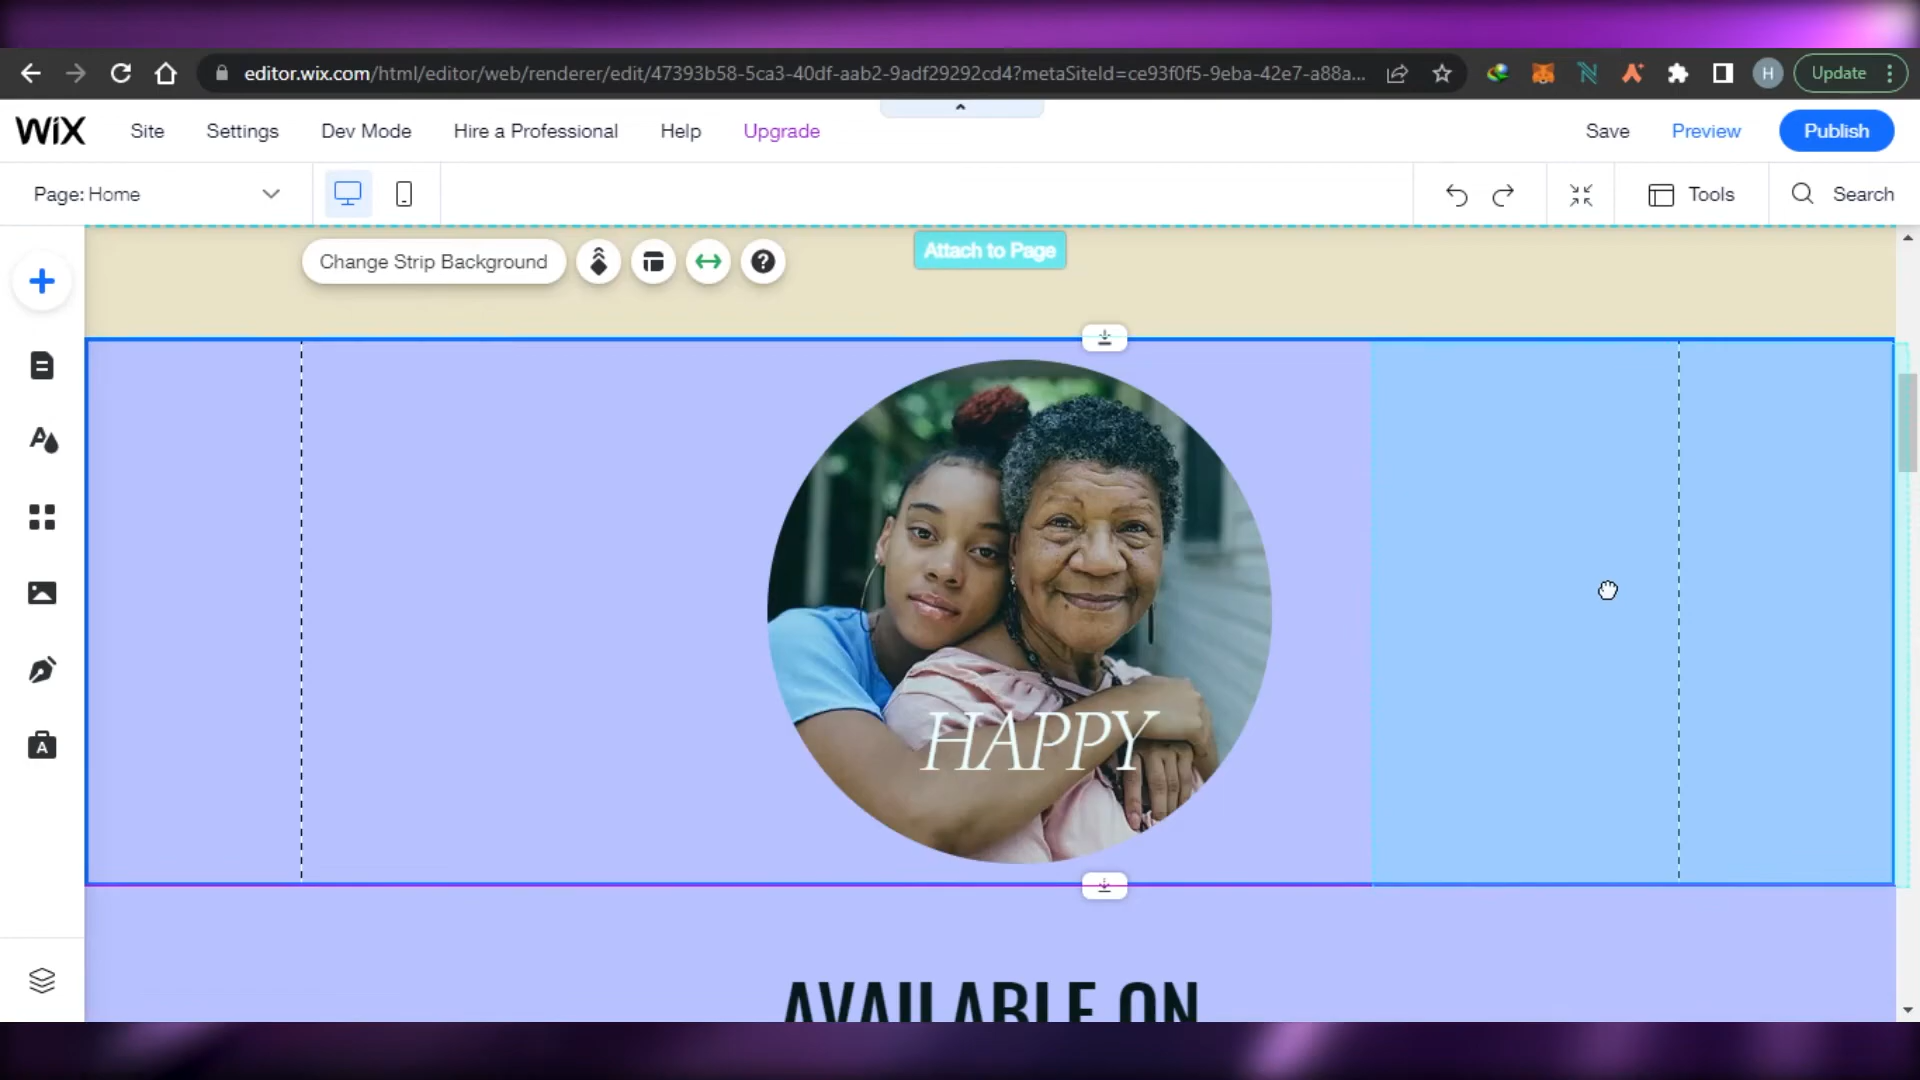 editor.wix.com/html/editor/web/renderer/edit/47393b58-5ca3-40df-aab2-9adf29292cd4?metaSiteId=ce93f0f5-9eba-42e7-a88a...
H
Update
WiX
Site
Settings
Dev Mode
Hire a Professional
Help
Upgrade
Save
Preview
Publish
Page: Home
Tools
Search
Change Strip Background
?
Attach to Page
HAPPY
AVAILABLE ON